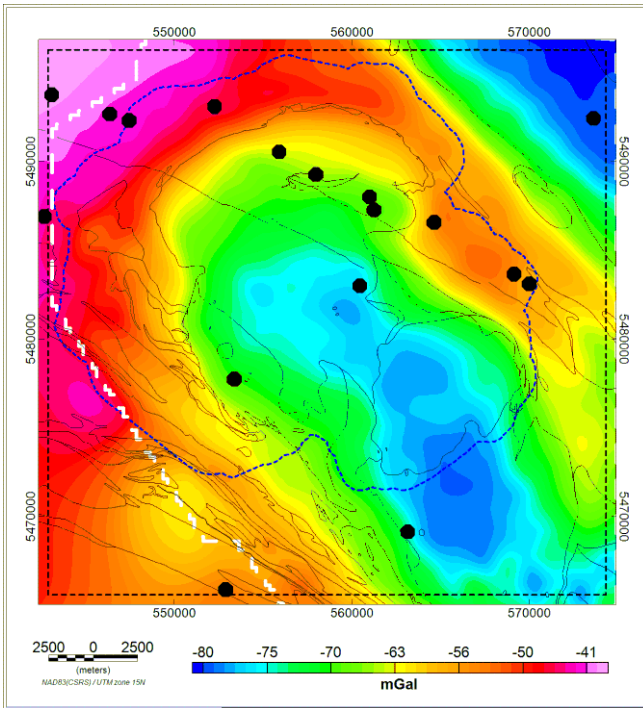 550000 560000 570000
5490000 5490000
5480000 5480000
5470000 5470000
550000 560000 570000
2500 0 2500
(meters)
NAD83(CSRS) / UTM zone 15N
-80 -75 -70 -63 -56 -50 -41
mGal